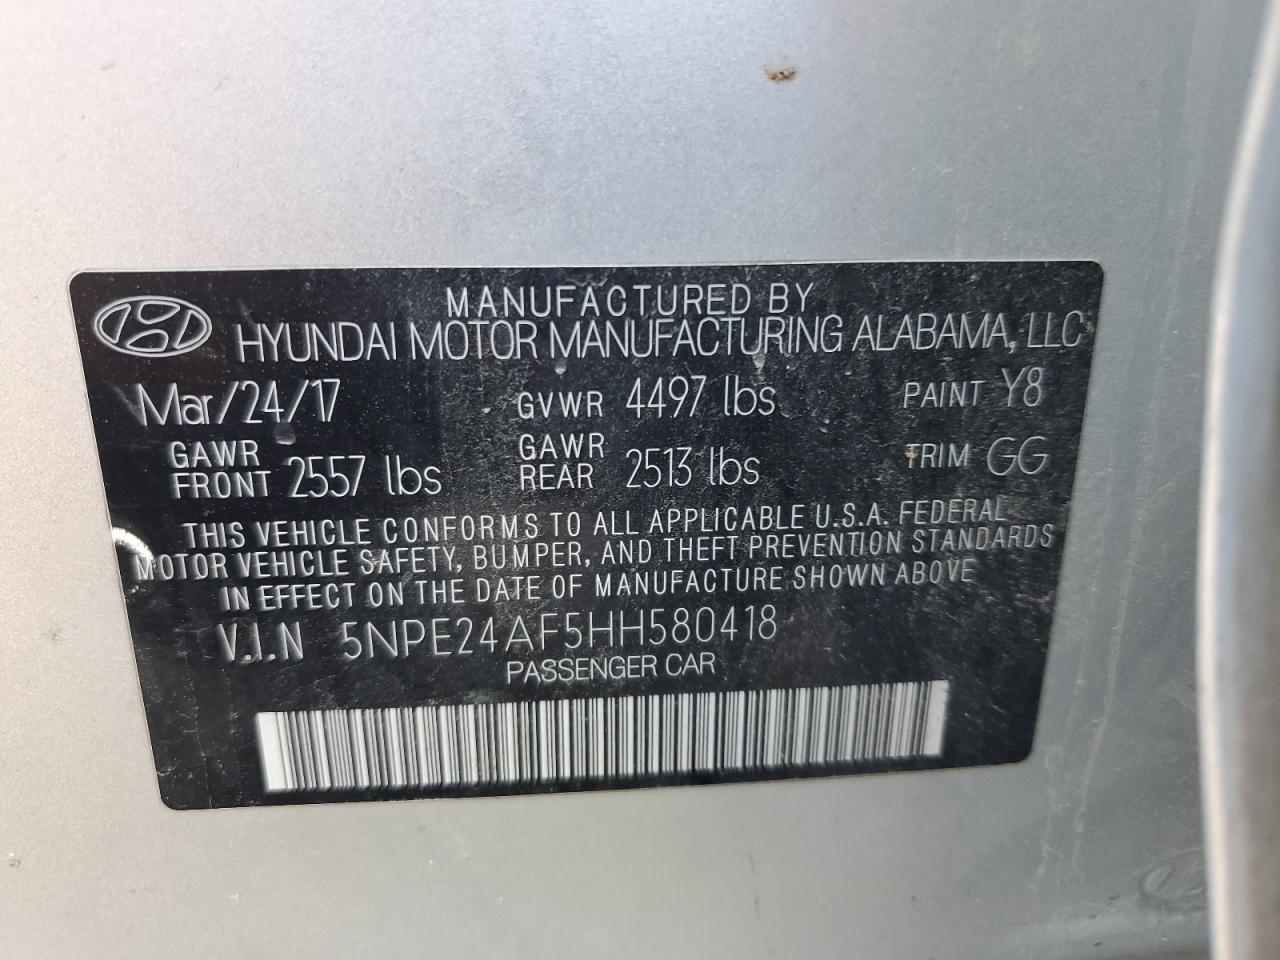 MANUFACTURED BY
HYUNDAI MOTOR MANUFACTURING ALABAMA, LLC
Mar/24/17 GVWR 4497 lbs PAINT Y8
GAWR FRONT 2557 lbs GAWR REAR 2513 lbs TRIM GG
THIS VEHICLE CONFORMS TO ALL APPLICABLE U.S.A. FEDERAL
MOTOR VEHICLE SAFETY, BUMPER, AND THEFT PREVENTION STANDARDS
IN EFFECT ON THE DATE OF MANUFACTURE SHOWN ABOVE
V.I.N 5NPE24AF5HH580418
PASSENGER CAR